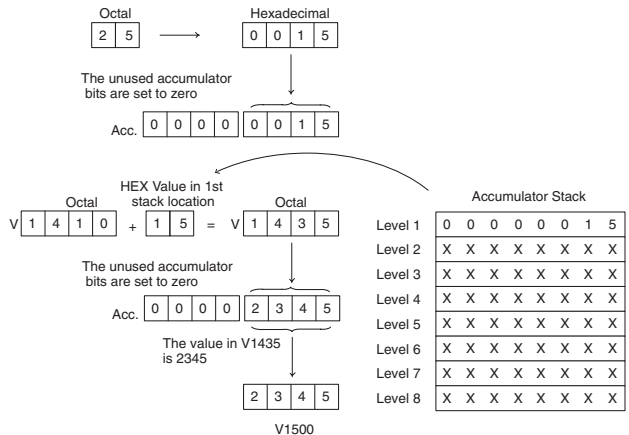 Octal
Hexadecimal
2 5
0 0 1 5
The unused accumulator
bits are set to zero
Acc. 0 0 0 0 0 0 1 5
Octal
HEX Value in 1st
stack location
Octal
V 1 4 1 0 + 1 5 = V 1 4 3 5
The unused accumulator
bits are set to zero
Acc. 0 0 0 0 2 3 4 5
The value in V1435
is 2345
2 3 4 5
V1500
Accumulator Stack
Level 1 0 0 0 0 0 0 1 5
Level 2 X X X X X X X X
Level 3 X X X X X X X X
Level 4 X X X X X X X X
Level 5 X X X X X X X X
Level 6 X X X X X X X X
Level 7 X X X X X X X X
Level 8 X X X X X X X X